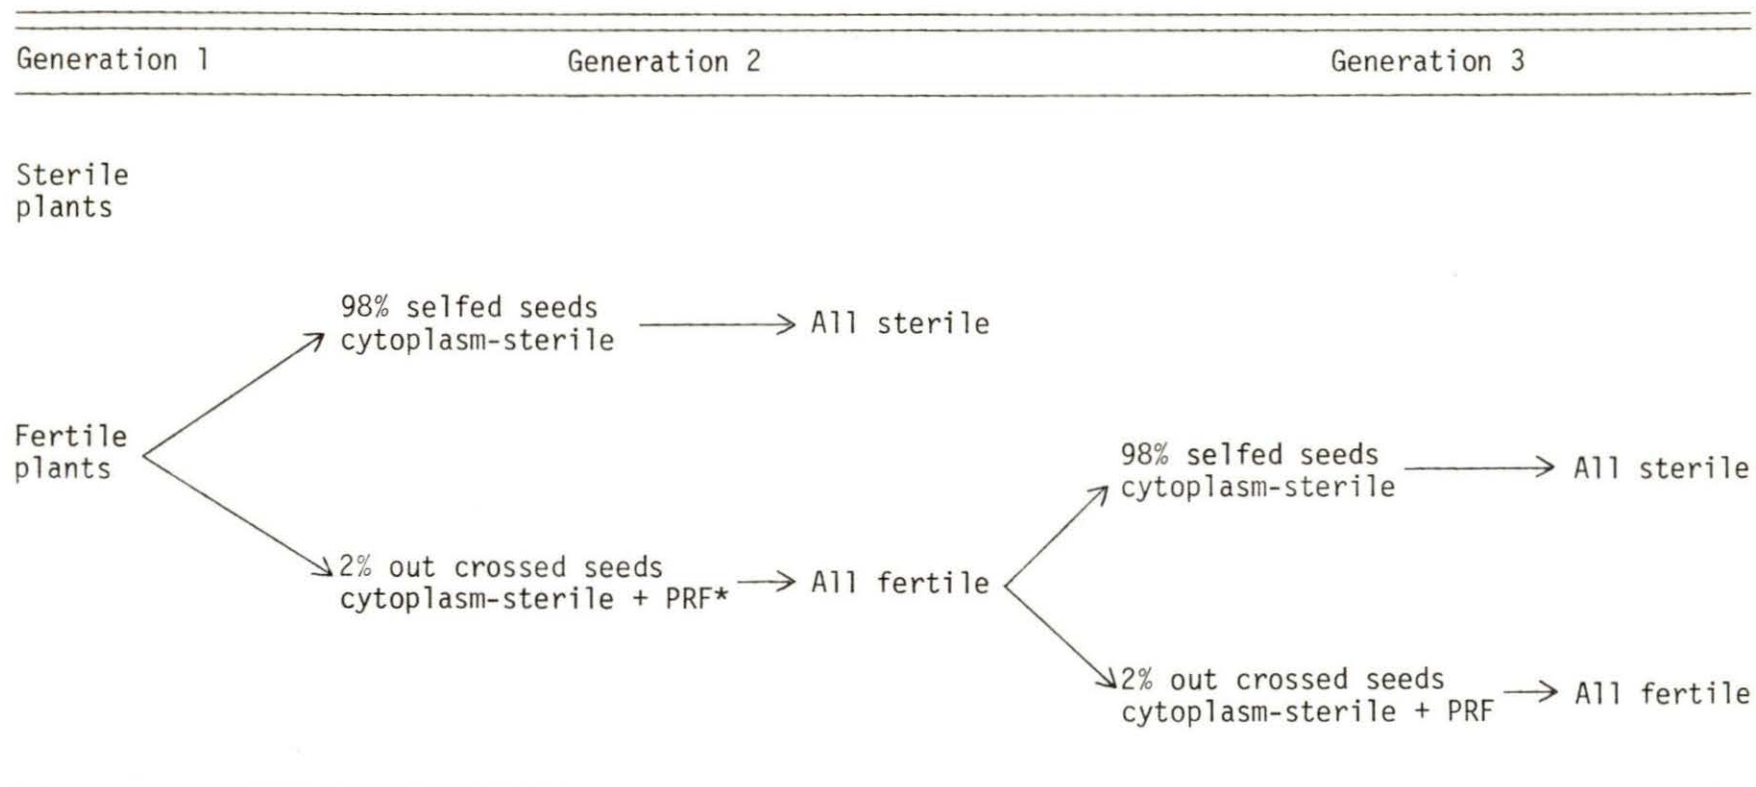 Generation 1 Generation 2 Generation 3
Sterile
plants
98% selfed seeds
cytoplasm-sterile
All sterile
Fertile
plants
2% out crossed seeds
cytoplasm-sterile + PRF*
All fertile
98% selfed seeds
cytoplasm-sterile
All sterile
2% out crossed seeds
cytoplasm-sterile + PRF
All fertile